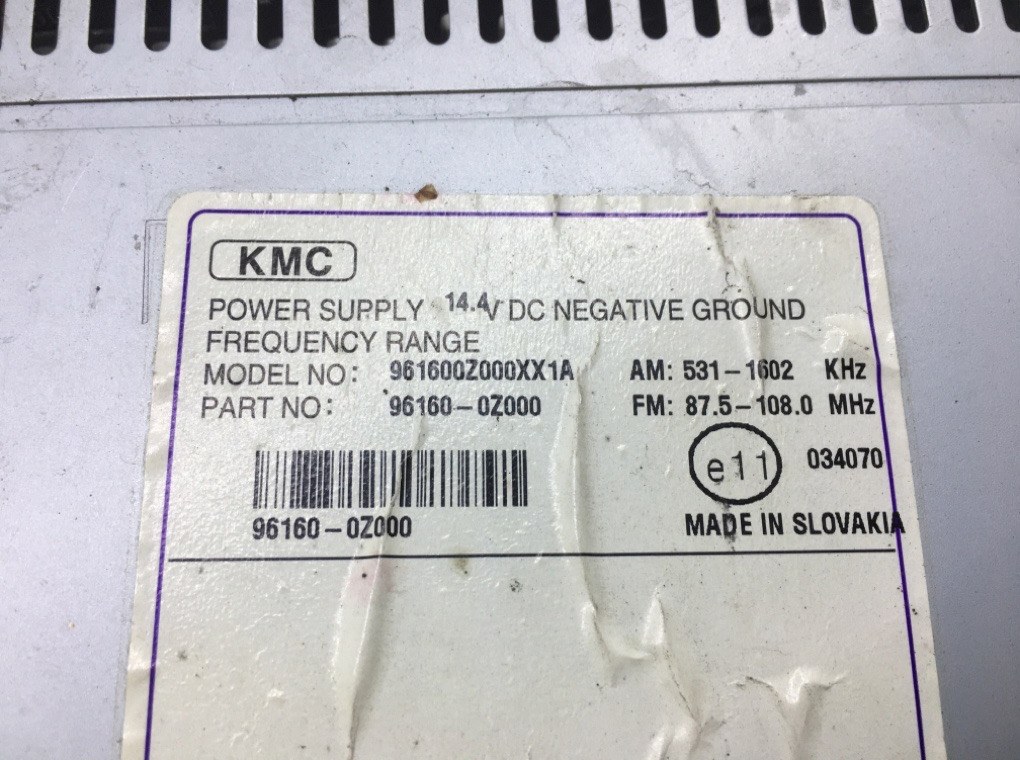 KMC
POWER SUPPLY 14.4V DC NEGATIVE GROUND
FREQUENCY RANGE
MODEL NO: 961600Z000XX1A AM: 531-1602 KHz
PART NO: 96160-0Z000 FM: 87.5-108.0 MHz
e11 034070
96160-0Z000 MADE IN SLOVAKIA